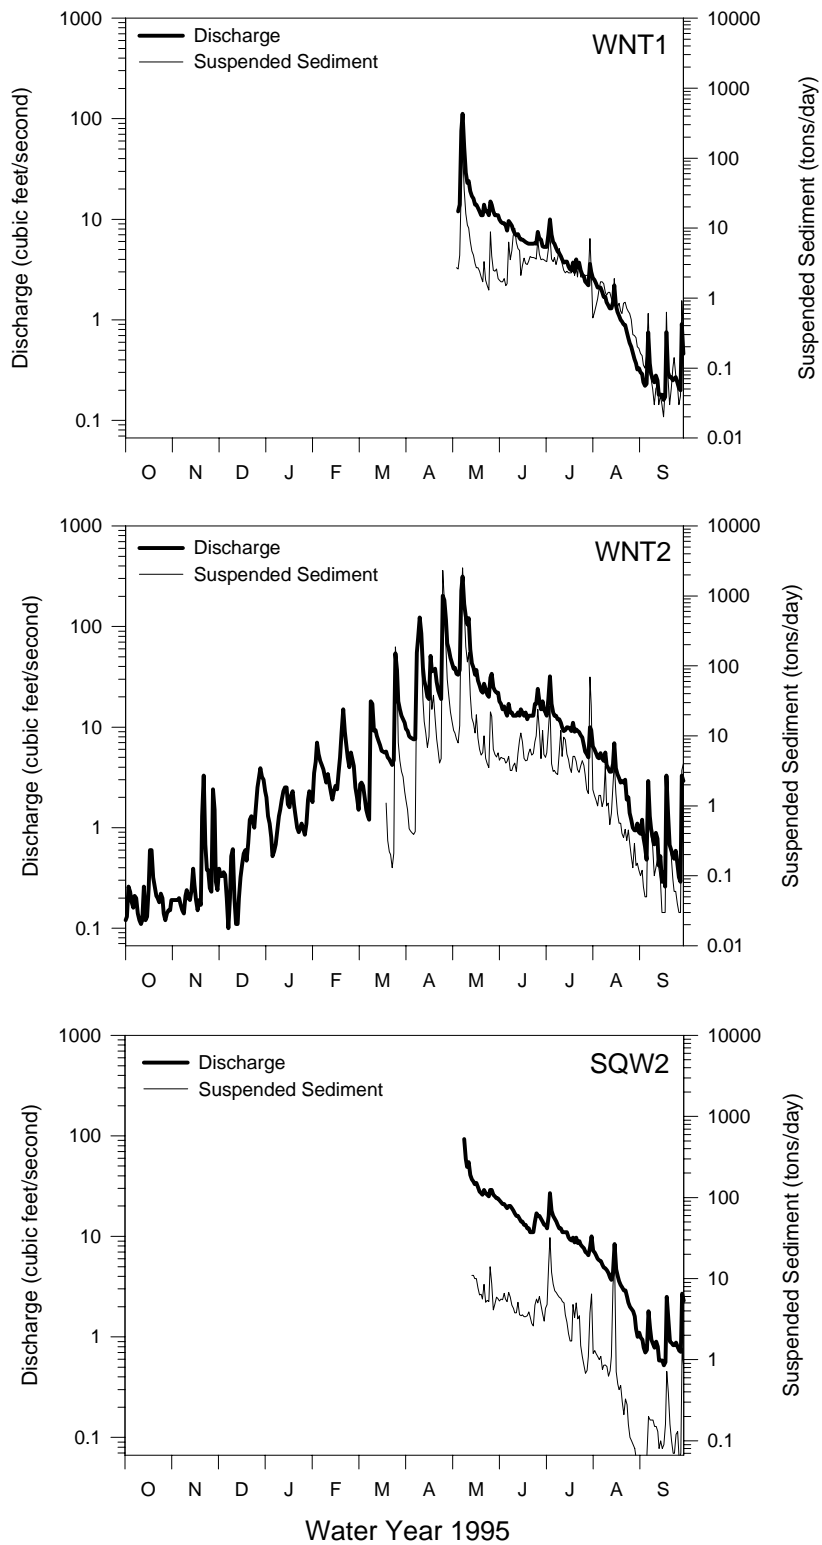 1000
100
10
1
0.1
Discharge (cubic feet/second)
Discharge
Suspended Sediment
WNT1
10000
1000
100
10
1
0.1
0.01
Suspended Sediment (tons/day)
O N D J F M A M J J A S
1000
100
10
1
0.1
Discharge (cubic feet/second)
Discharge
Suspended Sediment
WNT2
10000
1000
100
10
1
0.1
0.01
Suspended Sediment (tons/day)
O N D J F M A M J J A S
1000
100
10
1
0.1
Discharge (cubic feet/second)
Discharge
Suspended Sediment
SQW2
10000
1000
100
10
1
0.1
Suspended Sediment (tons/day)
O N D J F M A M J J A S
Water Year 1995